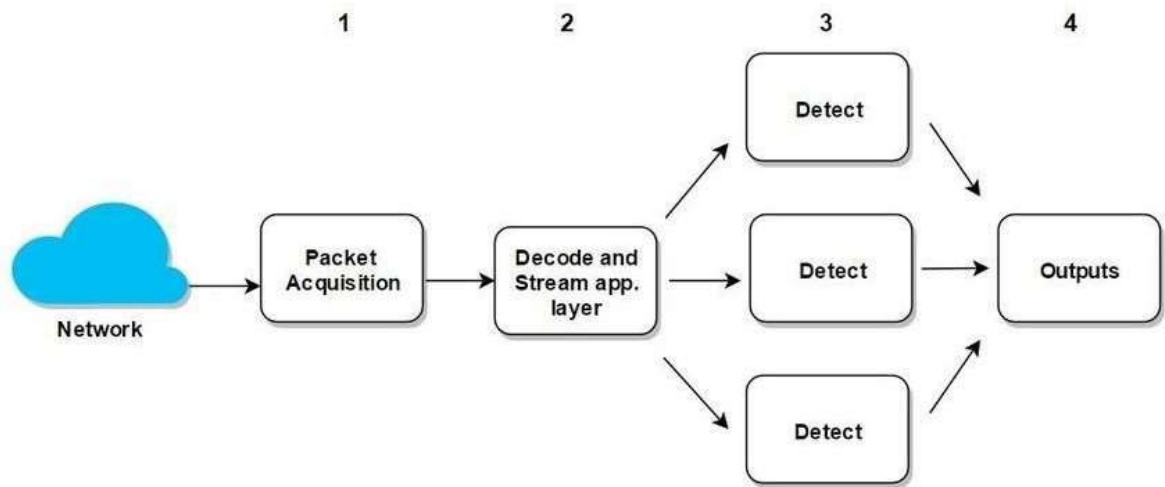 1
2
3
4
Network
Packet
Acquisition
Decode and
Stream app.
layer
Detect
Detect
Detect
Outputs